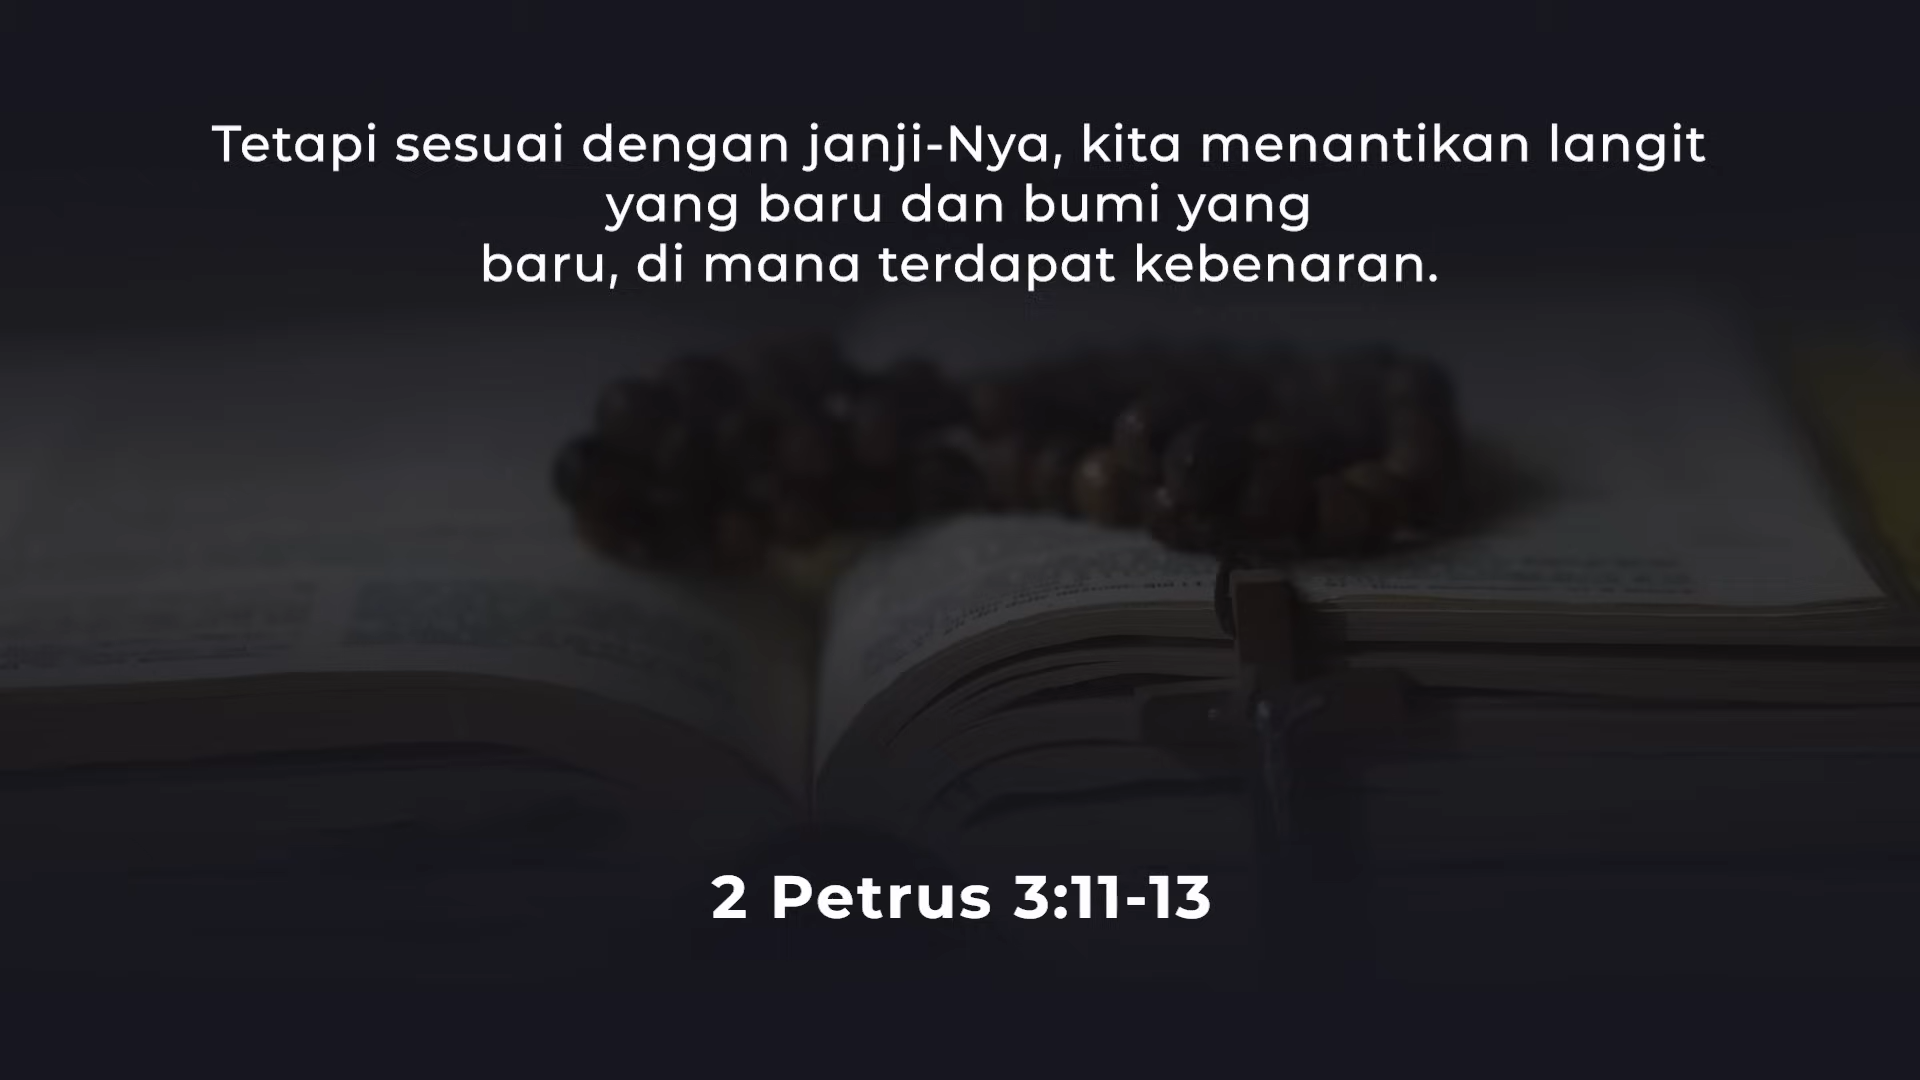 Tetapi sesuai dengan janji-Nya, kita menantikan langit
yang baru dan bumi yang
baru, di mana terdapat kebenaran.
2 Petrus 3:11-13